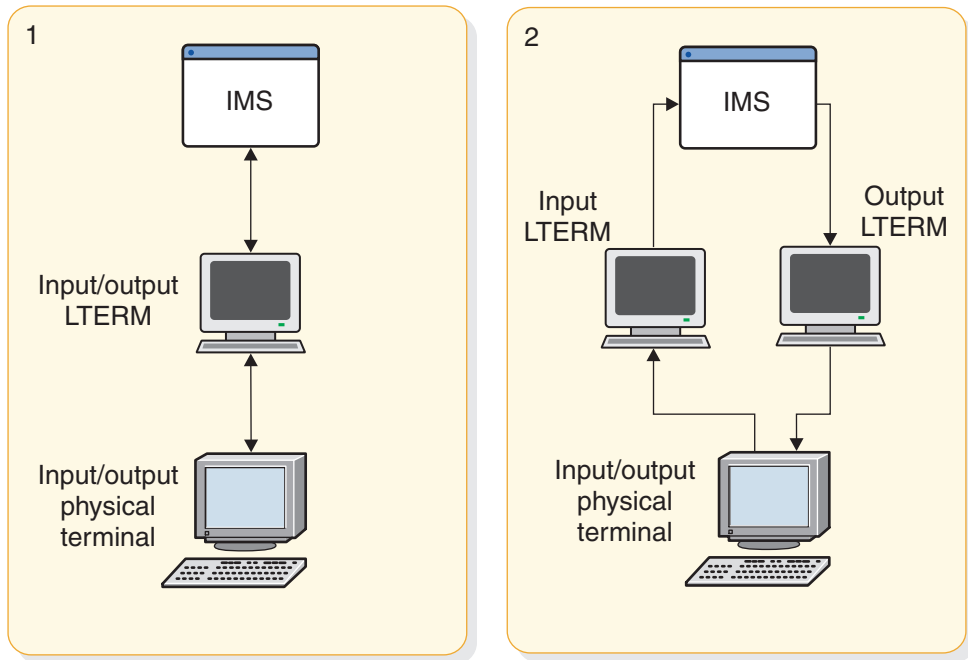 1
IMS
Input/output
LTERM
Input/output
physical
terminal
2
IMS
Input
LTERM
Output
LTERM
Input/output
physical
terminal